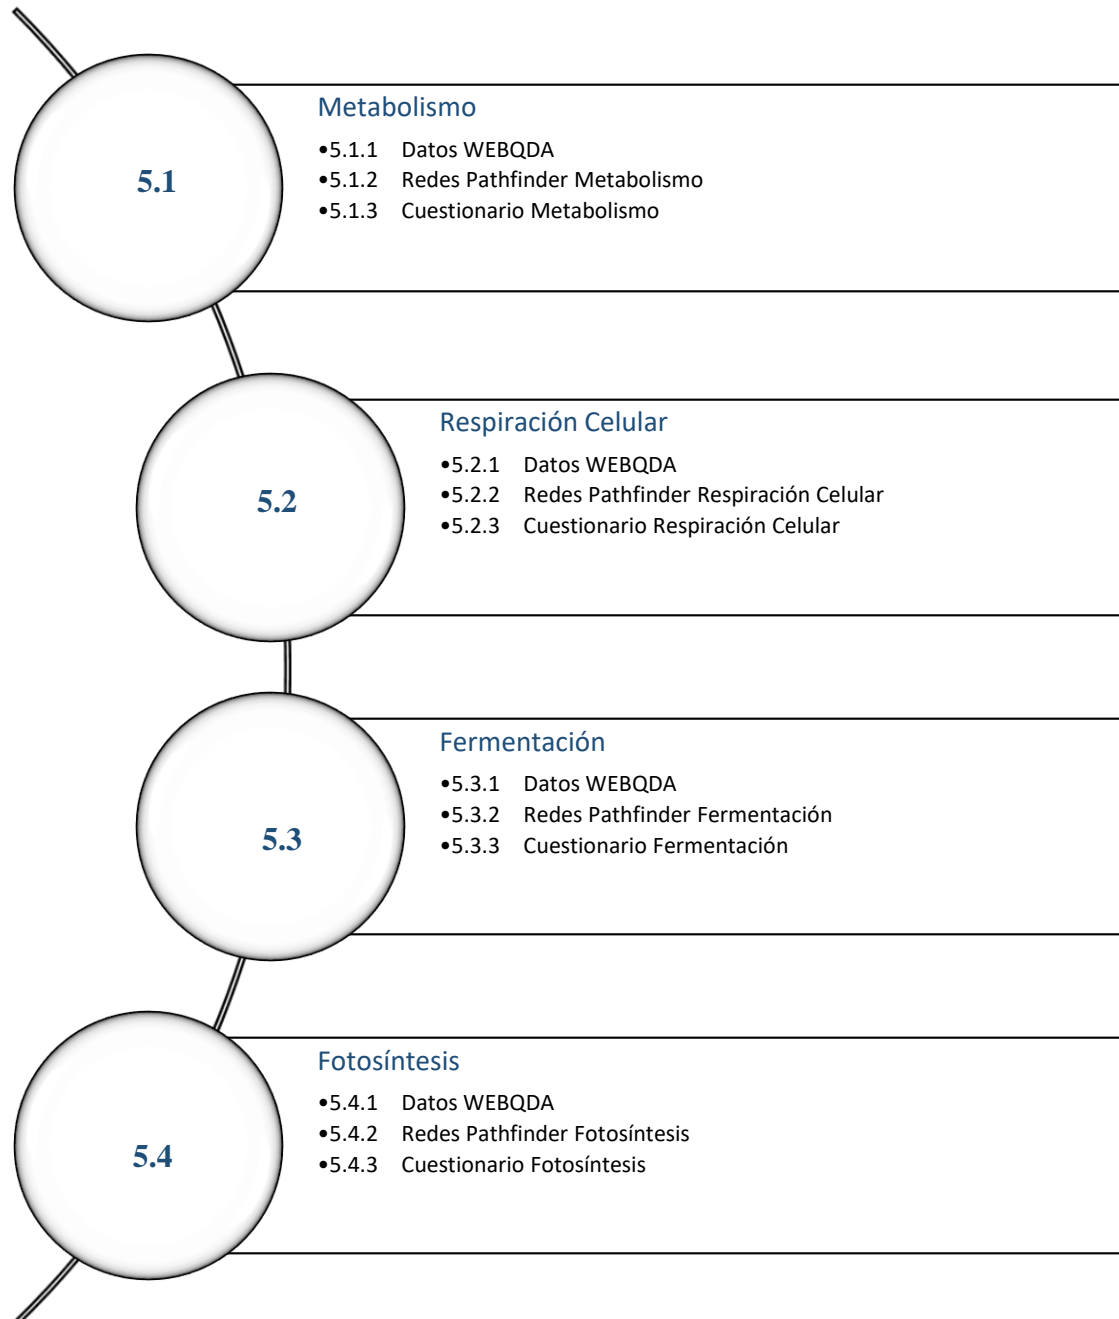 5.1
Metabolismo
•5.1.1 Datos WEBQDA
•5.1.2 Redes Pathfinder Metabolismo
•5.1.3 Cuestionario Metabolismo
5.2
Respiración Celular
•5.2.1 Datos WEBQDA
•5.2.2 Redes Pathfinder Respiración Celular
•5.2.3 Cuestionario Respiración Celular
5.3
Fermentación
•5.3.1 Datos WEBQDA
•5.3.2 Redes Pathfinder Fermentación
•5.3.3 Cuestionario Fermentación
5.4
Fotosíntesis
•5.4.1 Datos WEBQDA
•5.4.2 Redes Pathfinder Fotosíntesis
•5.4.3 Cuestionario Fotosíntesis